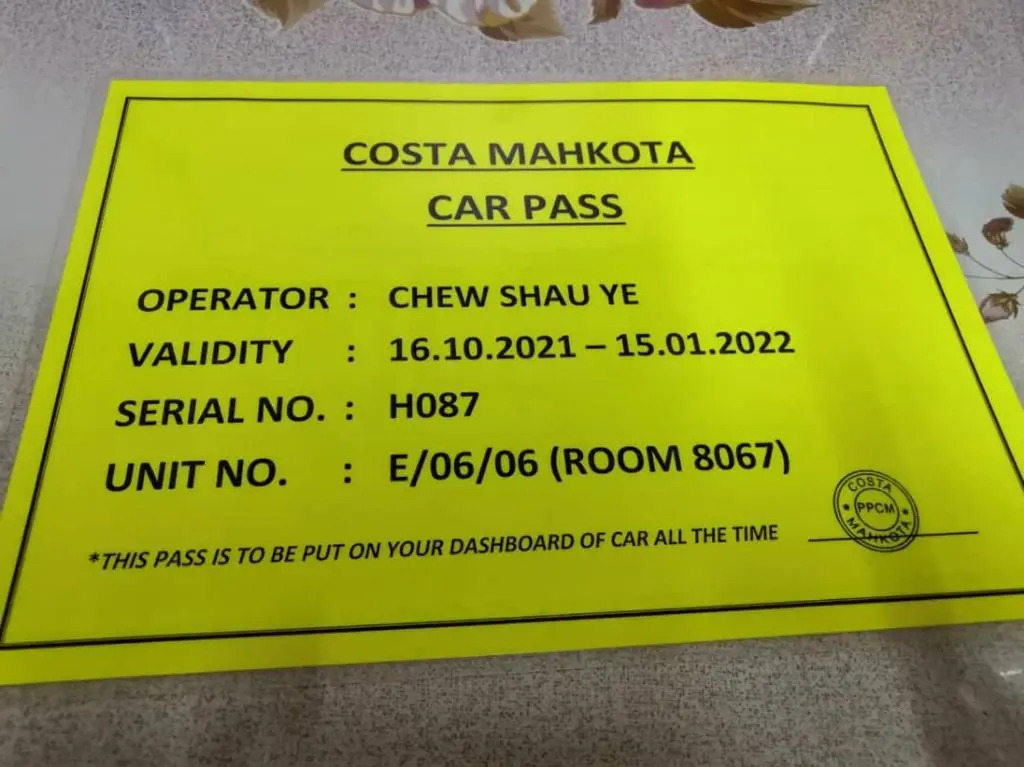 COSTA MAHKOTA
CAR PASS
OPERATOR : CHEW SHAU YE
VALIDITY : 16.10.2021 – 15.01.2022
SERIAL NO. : H087
UNIT NO. : E/06/06 (ROOM 8067)
*THIS PASS IS TO BE PUT ON YOUR DASHBOARD OF CAR ALL THE TIME
COSTA
PPCM
MAHKOTA